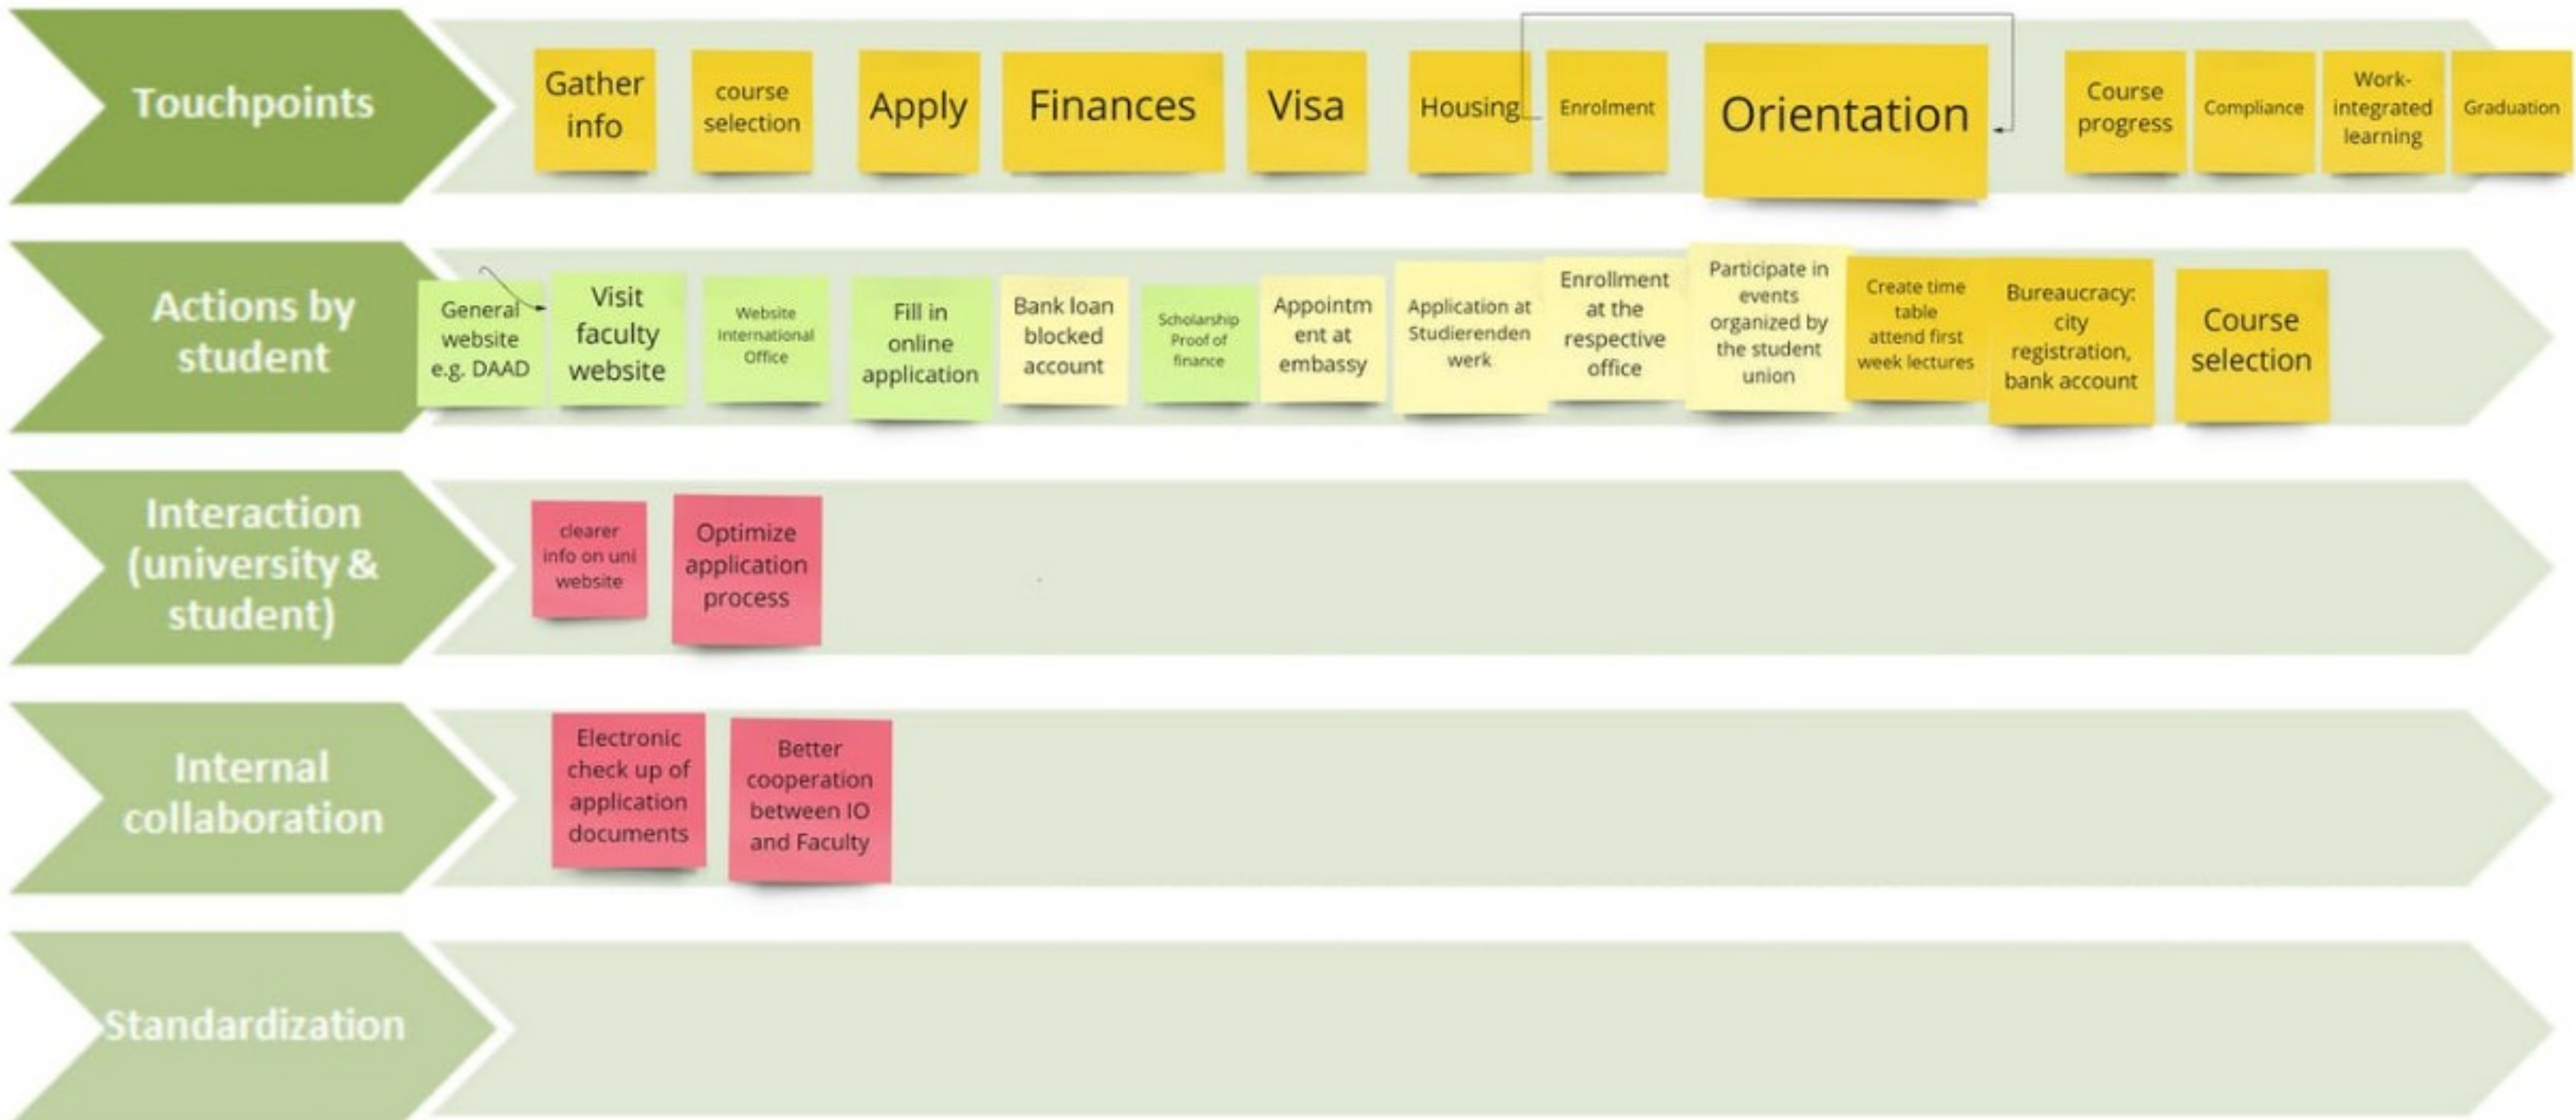 Touchpoints
Gather
info
course
selection
Apply
Finances
Visa
Housing
Enrolment
Orientation
Course
progress
Compliance
Work-
integrated
learning
Graduation
Actions by
student
General
website
e.g. DAAD
Visit
faculty
website
Website
International
Office
Fill in
online
application
Bank loan
blocked
account
Scholarship
Proof of
finance
Appointm
ent at
embassy
Application at
Studierenden
werk
Enrollment
at the
respective
office
Participate in
events
organized by
the student
union
Create time
table
attend first
week lectures
Bureaucracy:
city
registration,
bank account
Course
selection
Interaction
(university &
student)
clearer
info on uni
website
Optimize
application
process
Internal
collaboration
Electronic
check up of
application
documents
Better
cooperation
between IO
and Faculty
Standardization